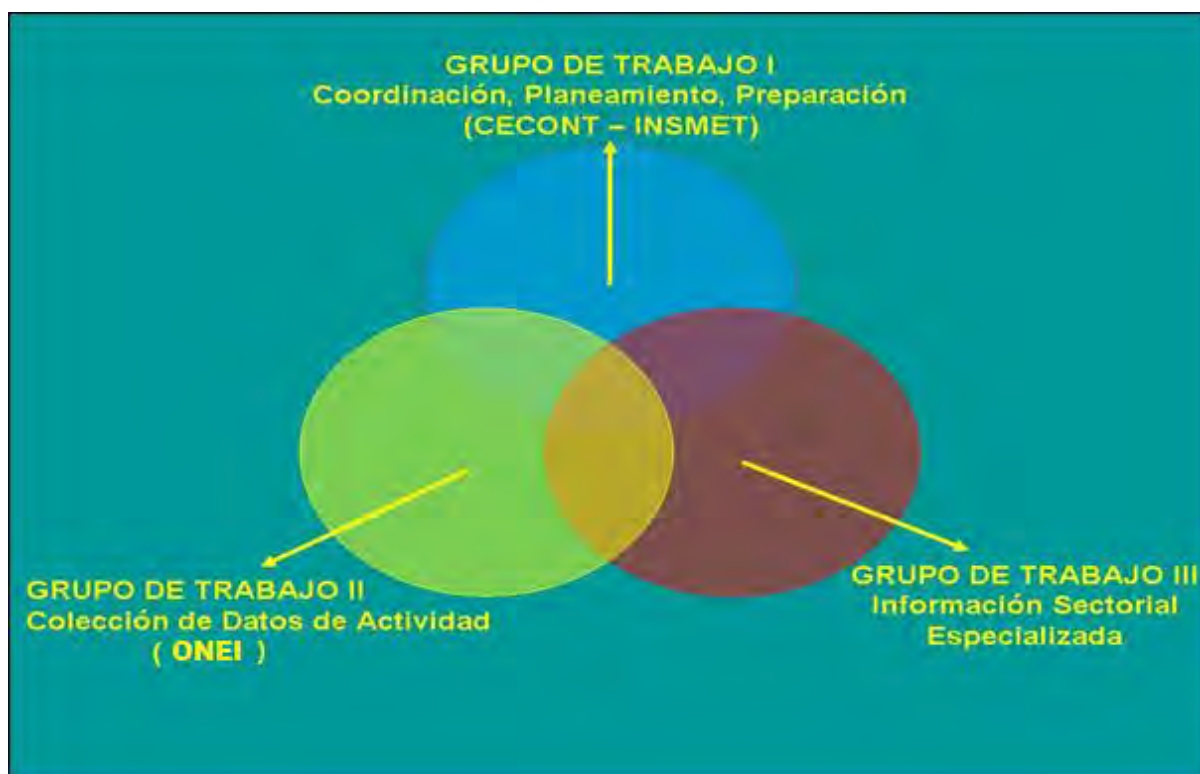 GRUPO DE TRABAJO I
Coordinación, Planeamiento, Preparación
(CECONT – INSMET)
GRUPO DE TRABAJO II
Colección de Datos de Actividad
( ONEI )
GRUPO DE TRABAJO III
Información Sectorial
Especializada